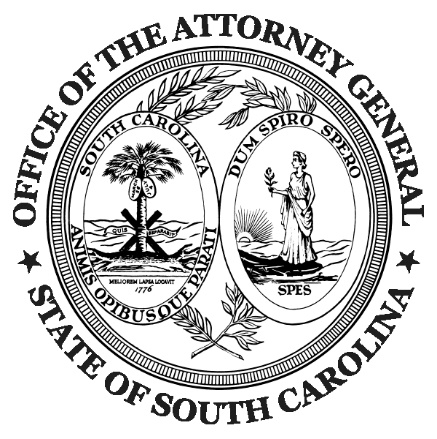 OFFICE OF THE ATTORNEY GENERAL
SOUTH CAROLINA
QUIS SEPARABIT
ANIMIS OPIBUSQUE PARATI
MELIOREM LAPSA LOCAVIT
1776
DUM SPIRO SPERO
SPES
STATE OF SOUTH CAROLINA